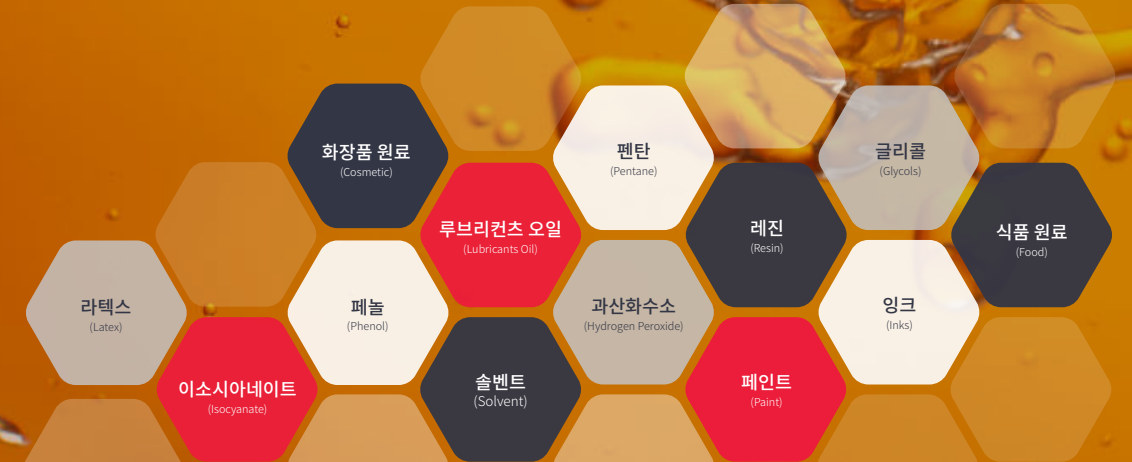 화장품 원료
(Cosmetic)
펜탄
(Pentane)
글리콜
(Glycols)
루브리컨츠 오일
(Lubricants Oil)
레진
(Resin)
식품 원료
(Food)
라텍스
(Latex)
페놀
(Phenol)
과산화수소
(Hydrogen Peroxide)
잉크
(Inks)
이소시아네이트
(Isocyanate)
솔벤트
(Solvent)
페인트
(Paint)